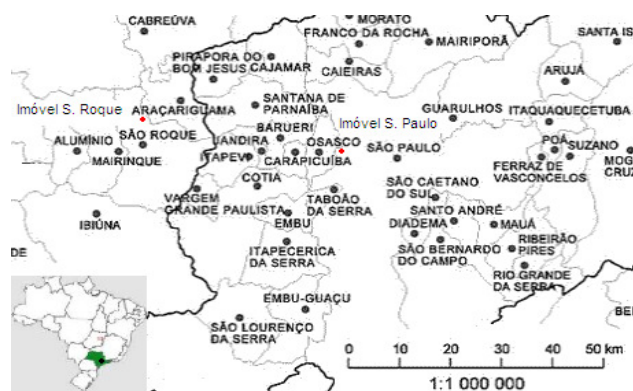 CABREÚVA
MORATO
FRANCO DA ROCHA
MAIRIPORÃ
SANTA IS
PIRAPORA DO
BOM JESUS
CAJAMAR
CAIEIRAS
ARUJÁ
Imóvel S. Roque
ARAÇARIGUAMA
SANTANA DE
PARNAÍBA
GUARULHOS
ITAQUAQUECETUBA
BARUERI
Imóvel S. Paulo
ALUMÍNIO
SÃO ROQUE
JANDIRA
OSASCO
POÁ
SUZANO
MAIRINQUE
ITAPEVI
CARAPICUÍBA
SÃO PAULO
FERRAZ DE
VASCONCELOS
MOG
CRUZ
COTIA
VARGEM
GRANDE PAULISTA
TABOÃO
DA SERRA
SÃO CAETANO
DO SUL
IBIÚNA
EMBU
SANTO ANDRÉ
DIADEMA
MAUÁ
ITAPECERICA
DA SERRA
SÃO BERNARDO
DO CAMPO
RIBEIRÃO
PIRES
DE
RIO GRANDE
DA SERRA
EMBU-GUAÇU
SÃO LOURENÇO
DA SERRA
BE
0 10 20 30 40 50 km
1:1 000 000